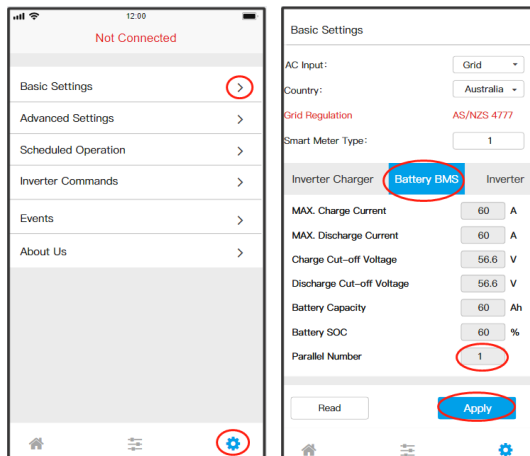 12:00
Not Connected
Basic Settings
Advanced Settings
Scheduled Operation
Inverter Commands
Events
About Us
Basic Settings
AC Input: Grid
Country: Australia
Grid Regulation AS/NZS 4777
Smart Meter Type: 1
Inverter Charger Battery BMS Inverter
MAX. Charge Current 60 A
MAX. Discharge Current 60 A
Charge Cut-off Voltage 56.6 V
Discharge Cut-off Voltage 56.6 V
Battery Capacity 60 Ah
Battery SOC 60 %
Parallel Number 1
Read Apply